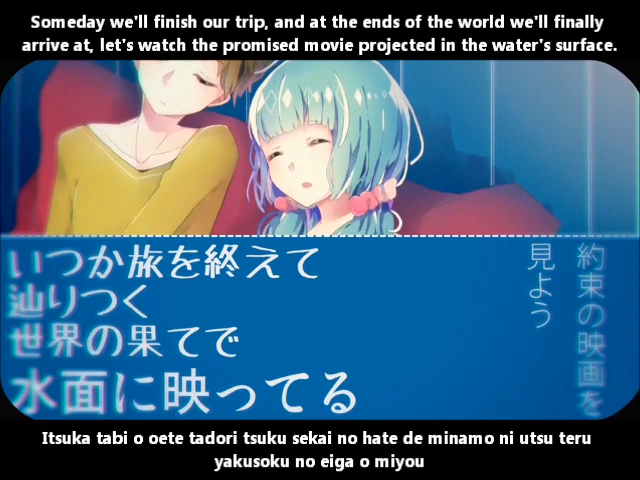 Someday we'll finish our trip, and at the ends of the world we'll finally
arrive at, let's watch the promised movie projected in the water's surface.
いつか旅を終えて
辿りつく
世界の果てで
水面に映ってる
約束の映画を
見よう
Itsuka tabi o oete tadori tsuku sekai no hate de minamo ni utsu teru
yakusoku no eiga o miyou